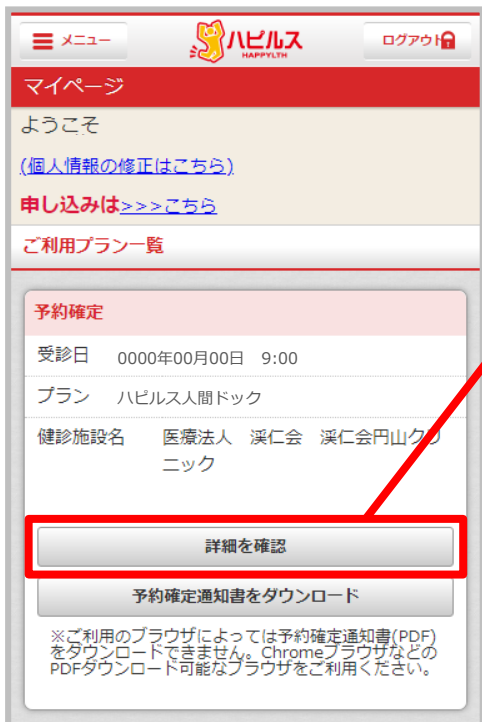 メニュー
ハピルス
HAPPYLTH
ログアウト
マイページ
ようこそ
(個人情報の修正はこちら)
申し込みは>>>こちら
ご利用プラン一覧
予約確定
受診日 0000年00月00日 9:00
プラン ハピルス人間ドック
健診施設名 医療法人 渓仁会 渓仁会円山クリ
ニック
詳細を確認
予約確定通知書をダウンロード
※ご利用のブラウザによっては予約確定通知書(PDF)
をダウンロードできません。Chromeブラウザなどの
PDFダウンロード可能なブラウザをご利用ください。